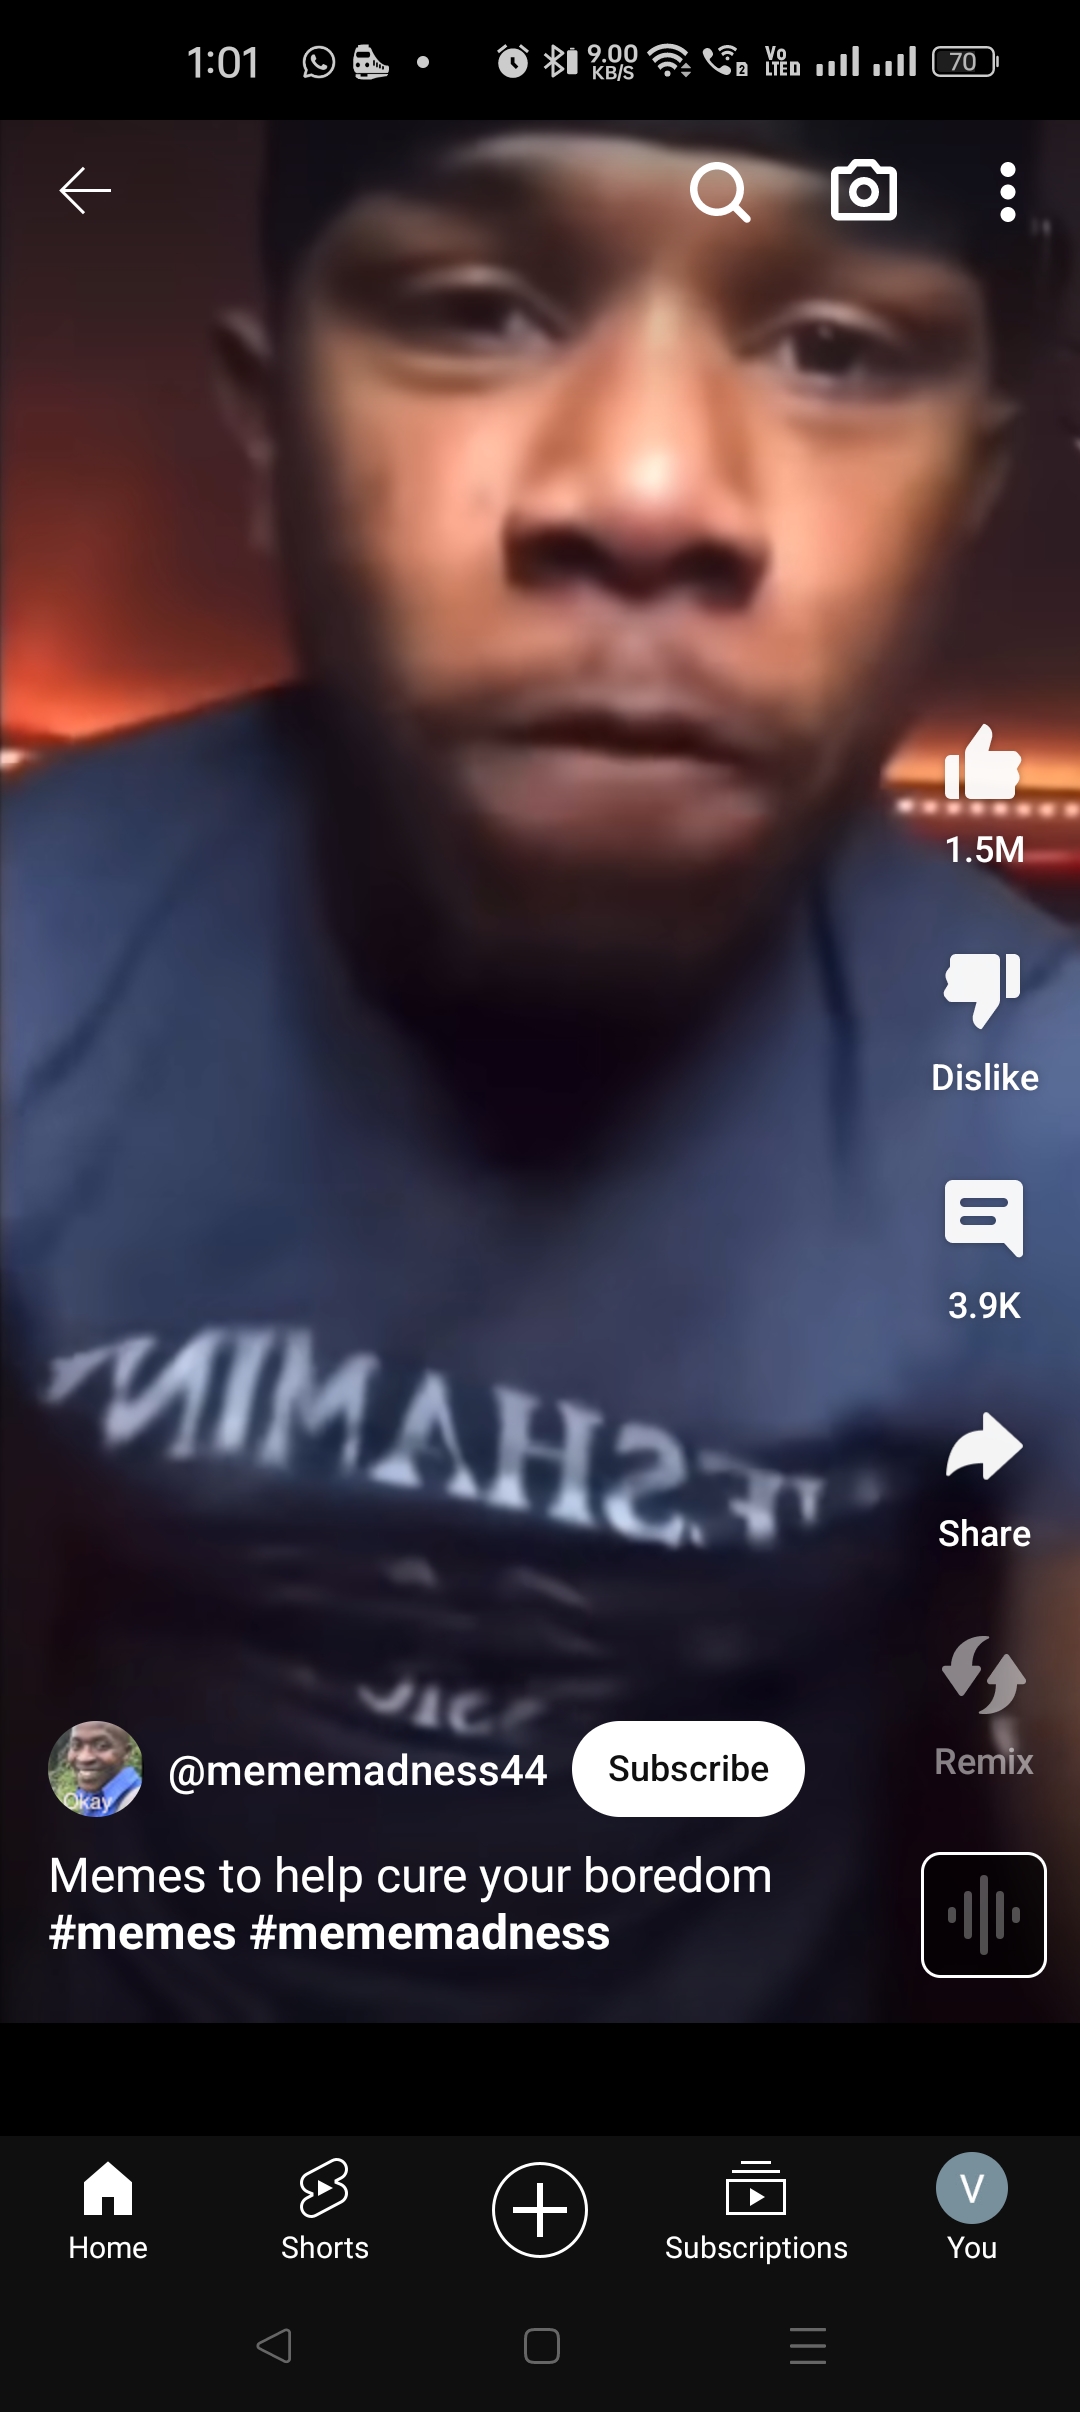 1:01
9.00
KB/S
2
Vo
LTE
70
1.5M
Dislike
3.9K
Share
Remix
Okay
@mememadness44
Subscribe
Memes to help cure your boredom
#memes #mememadness
Home
Shorts
Subscriptions
V
You